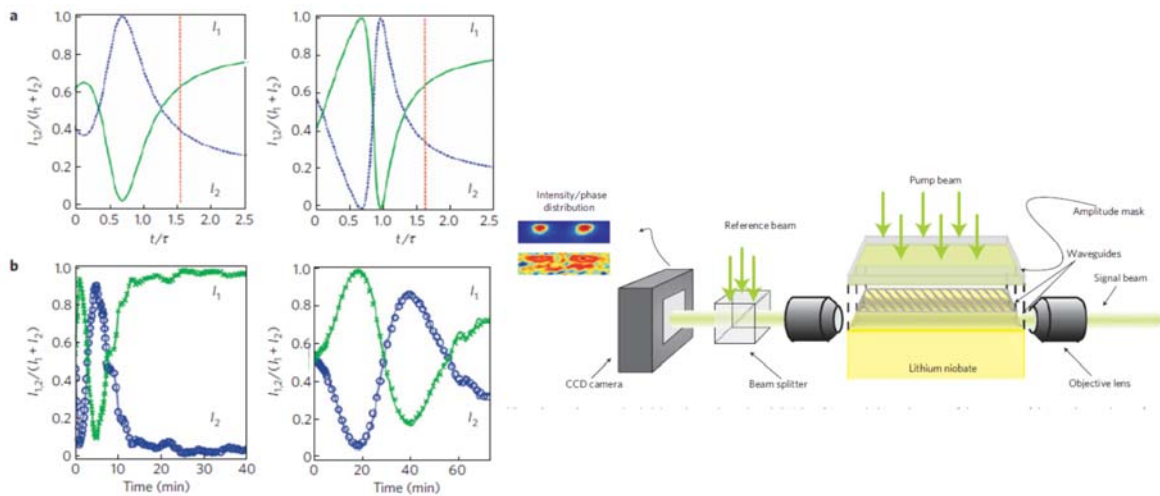 a
1.0
0.8
0.6
0.4
0.2
0
I₁,₂/(I₁ + I₂)
I₁
I₂
0
0.5
1.0
1.5
2.0
2.5
t/τ
1.0
0.8
0.6
0.4
0.2
0
I₁
I₂
0
0.5
1.0
1.5
2.0
2.5
t/τ
b
1.0
0.8
0.6
0.4
0.2
0
I₁,₂/(I₁ + I₂)
I₁
I₂
0
10
20
30
40
Time (min)
1.0
0.8
0.6
0.4
0.2
0
I₁,₂/(I₁ + I₂)
I₁
I₂
0
20
40
60
Time (min)
Intensity/phase
distribution
Reference beam
Pump beam
Amplitude mask
Waveguides
Signal beam
CCD camera
Beam splitter
Lithium niobate
Objective lens